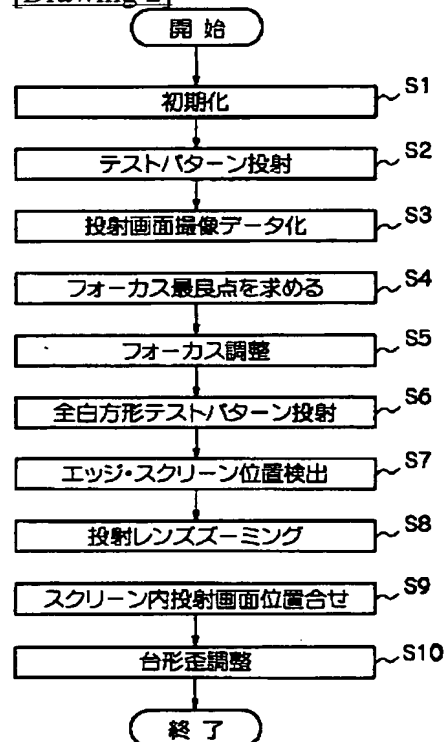 [Drawing 2]
開 始
初期化 S1
テストパターン投射 S2
投射画面撮像データ化 S3
フォーカス最良点を求める S4
フォーカス調整 S5
全白方形テストパターン投射 S6
エッジ・スクリーン位置検出 S7
投射レンズズーミング S8
スクリーン内投射画面位置合せ S9
台形歪調整 S10
終 了